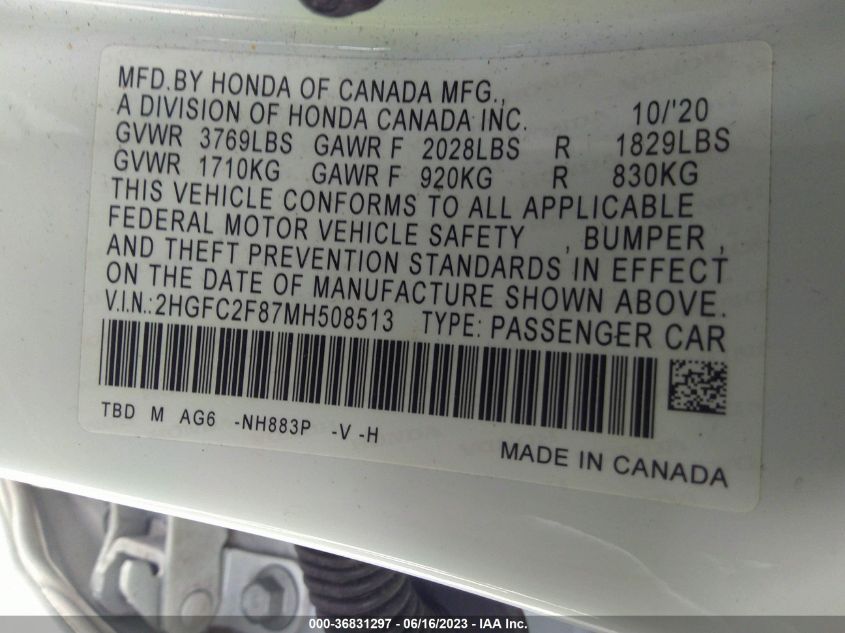 MFD.BY HONDA OF CANADA MFG.,
A DIVISION OF HONDA CANADA INC. 10/'20
GVWR 3769LBS GAWR F 2028LBS R 1829LBS
GVWR 1710KG GAWR F 920KG R 830KG
THIS VEHICLE CONFORMS TO ALL APPLICABLE
FEDERAL MOTOR VEHICLE SAFETY , BUMPER ,
AND THEFT PREVENTION STANDARDS IN EFFECT
ON THE DATE OF MANUFACTURE SHOWN ABOVE.
V.I.N.:2HGFC2F87MH508513 TYPE: PASSENGER CAR
TBD M AG6 -NH883P -V -H
MADE IN CANADA
000-36831297 - 06/16/2023 - IAA Inc.